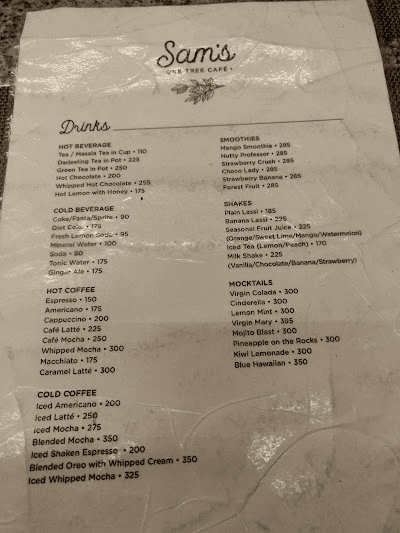 Sam's
ONE TREE CAFÉ
Drinks
HOT BEVERAGE
Tea / Masala Tea in Cup • 110
Darjeeling Tea in Pot • 225
Green Tea in Pot • 250
Hot Chocolate • 200
Whipped Hot Chocolate • 255
Hot Lemon with Honey • 175
COLD BEVERAGE
Coke/Fanta/Sprite • 90
Diet Coke • 175
Fresh Lemon Soda • 95
Mineral Water • 100
Soda • 80
Tonic Water • 175
Ginger Ale • 175
HOT COFFEE
Espresso • 150
Americano • 175
Cappucino • 200
Café Latté • 225
Café Mocha • 250
Whipped Mocha • 300
Macchiato • 175
Caramel Latté • 300
COLD COFFEE
Iced Americano • 200
Iced Latté • 250
Iced Mocha • 275
Blended Mocha • 350
Iced Shaken Espresso • 200
Blended Oreo with Whipped Cream • 350
Iced Whipped Mocha • 325
SMOOTHIES
Mango Smoothie • 285
Nutty Professor • 285
Strawberry Crush • 285
Choco Lady • 285
Strawberry Banana • 285
Forest Fruit • 285
SHAKES
Plain Lassi • 185
Banana Lassi • 225
Seasonal Fruit Juice • 225
(Orange/Sweet Lime/Mango/Watermelon)
Iced Tea (Lemon/Peach) • 170
Milk Shake • 225
(Vanilla/Chocolate/Banana/Strawberry)
MOCKTAILS
Virgin Colada • 300
Cinderella • 300
Lemon Mint • 300
Virgin Mary • 395
Mojito Blast • 300
Pineapple on the Rocks • 300
Kiwi Lemonade • 300
Blue Hawaiian • 350